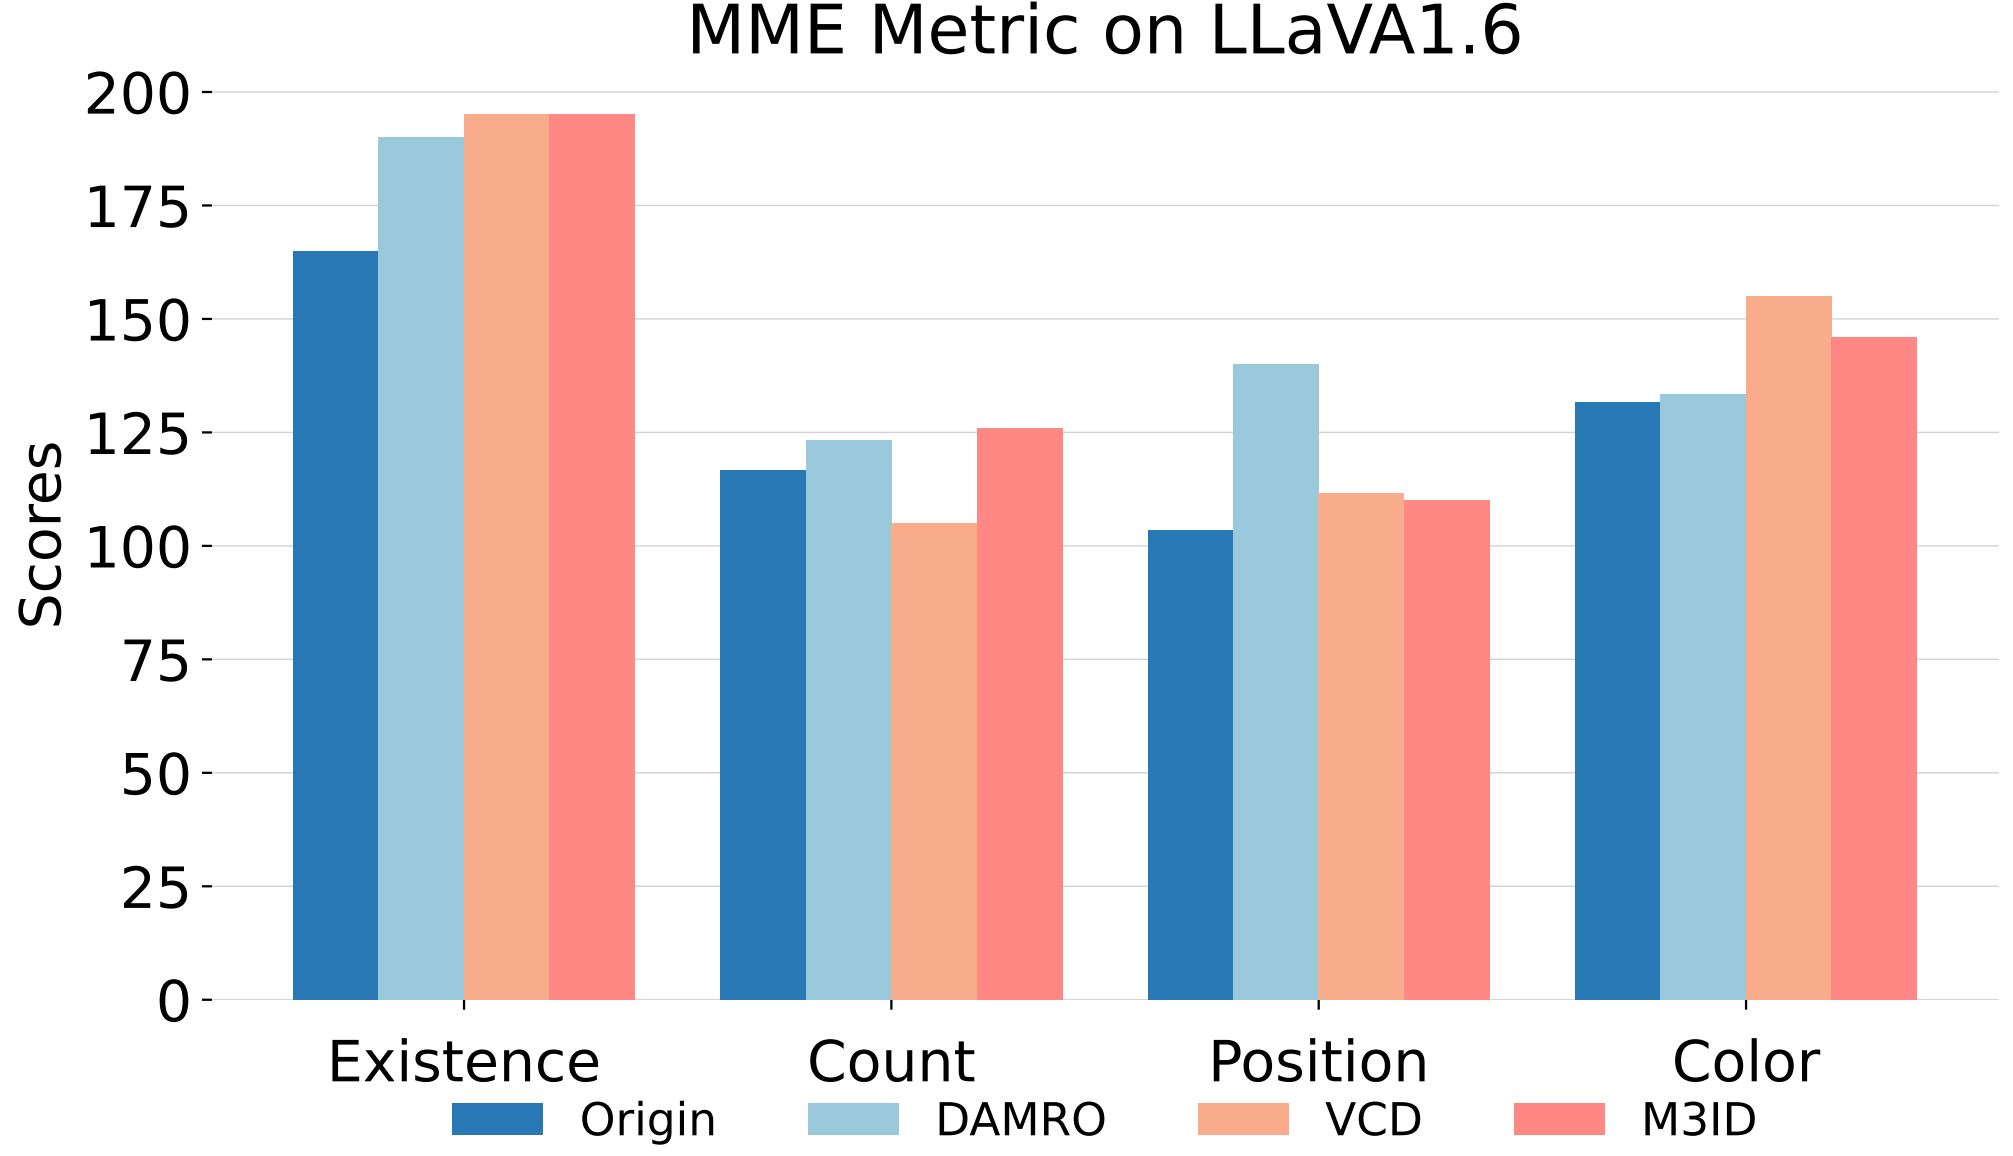 MME Metric on LLaVA1.6
Scores
200
175
150
125
100
75
50
25
0
Existence Count Position Color
Origin DAMRO VCD M3ID